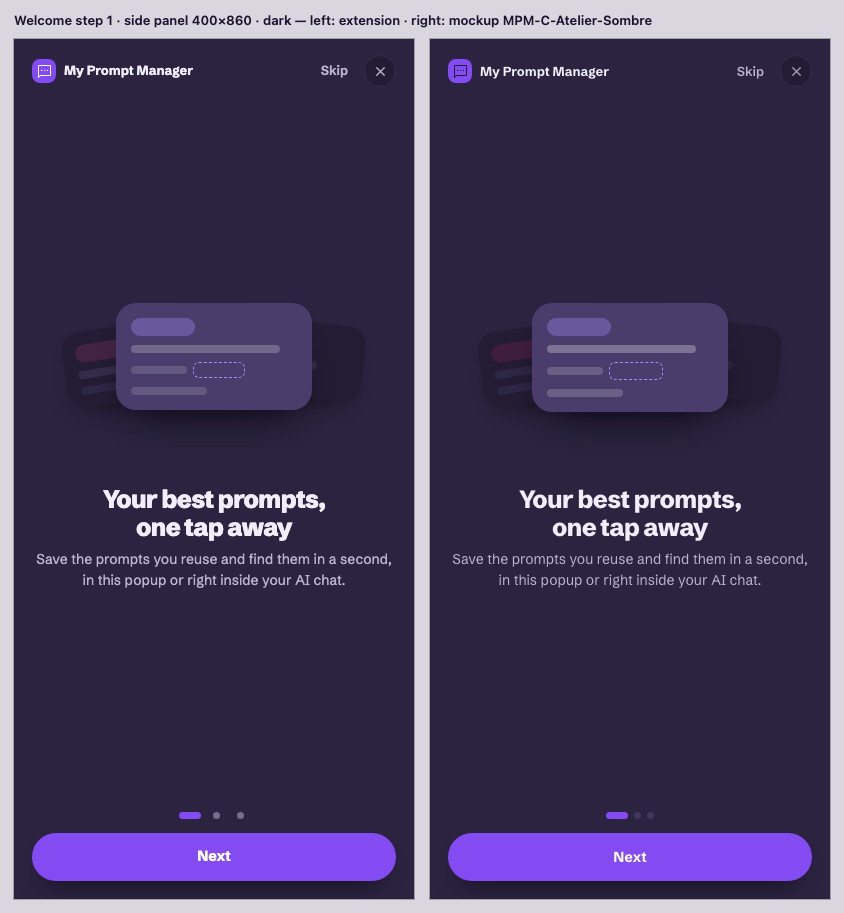 Welcome step 1 · side panel 400×860 · dark — left: extension · right: mockup MPM-C-Atelier-Sombre
My Prompt Manager
Skip
Your best prompts,
one tap away
Save the prompts you reuse and find them in a second,
in this popup or right inside your AI chat.
Next
My Prompt Manager
Skip
Your best prompts,
one tap away
Save the prompts you reuse and find them in a second,
in this popup or right inside your AI chat.
Next